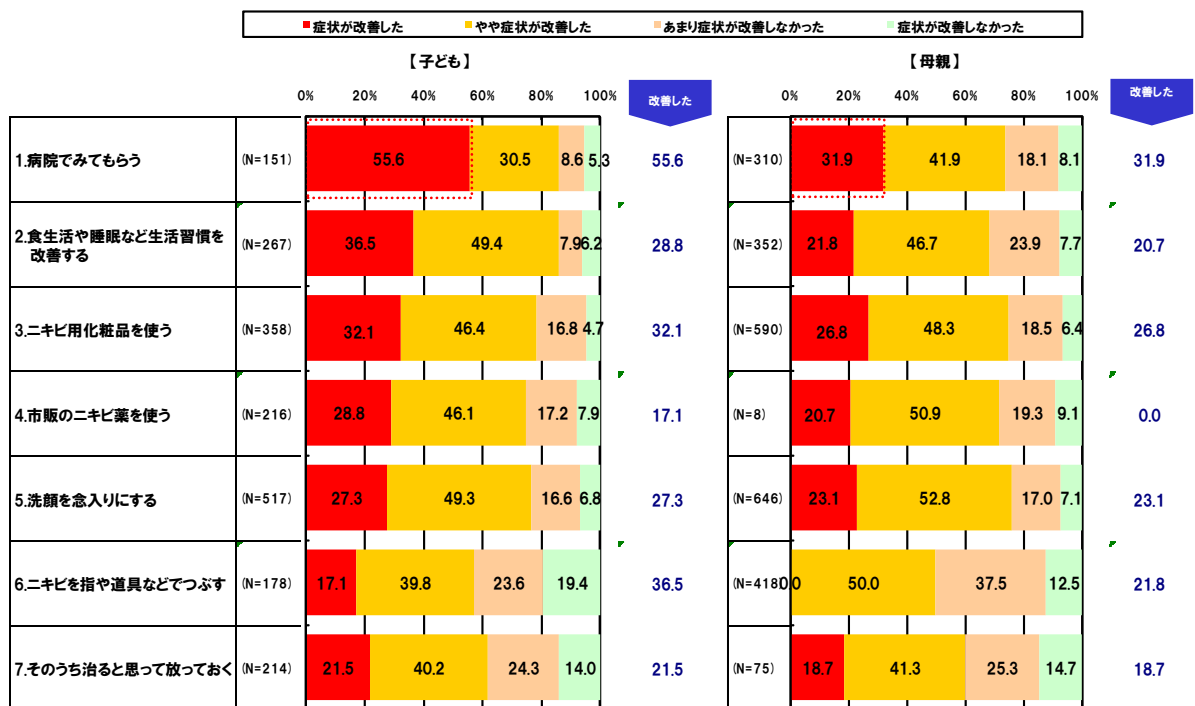 症状が改善した やや症状が改善した あまり症状が改善しなかった 症状が改善しなかった
【子ども】 【母親】
0% 20% 40% 60% 80% 100% 改善した 0% 20% 40% 60% 80% 100% 改善した
1.病院でみてもらう (N=151) 55.6 30.5 8.6 5.3 55.6 (N=310) 31.9 41.9 18.1 8.1 31.9
2.食生活や睡眠など生活習慣を
改善する (N=267) 36.5 49.4 7.9 6.2 28.8 (N=352) 21.8 46.7 23.9 7.7 20.7
3.ニキビ用化粧品を使う (N=358) 32.1 46.4 16.8 4.7 32.1 (N=590) 26.8 48.3 18.5 6.4 26.8
4.市販のニキビ薬を使う (N=216) 28.8 46.1 17.2 7.9 17.1 (N=8) 20.7 50.9 19.3 9.1 0.0
5.洗顔を念入りにする (N=517) 27.3 49.3 16.6 6.8 27.3 (N=646) 23.1 52.8 17.0 7.1 23.1
6.ニキビを指や道具などでつぶす (N=178) 17.1 39.8 23.6 19.4 36.5 (N=418) 0.0 50.0 37.5 12.5 21.8
7.そのうち治ると思って放っておく (N=214) 21.5 40.2 24.3 14.0 21.5 (N=75) 18.7 41.3 25.3 14.7 18.7